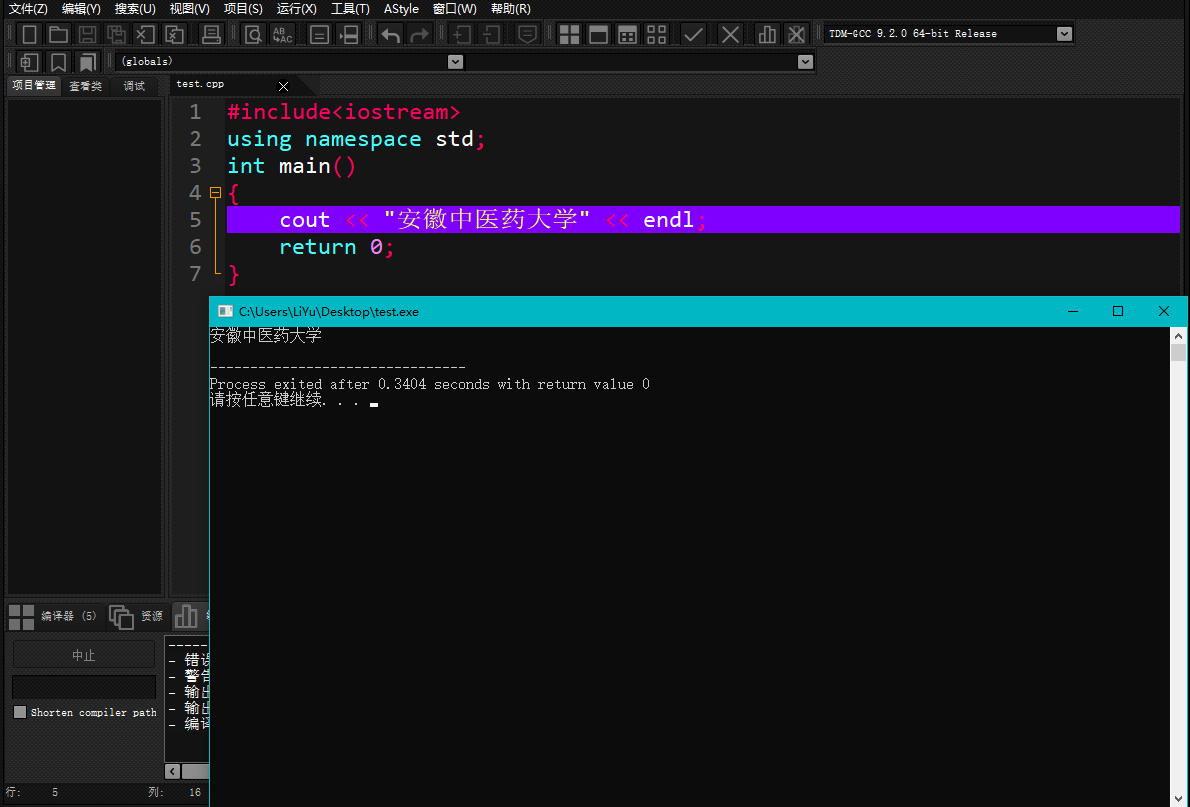 文件(Z) 编辑(Y) 搜索(U) 视图(V) 项目(S) 运行(X) 工具(T) AStyle 窗口(W) 帮助(R)
TDM-GCC 9.2.0 64-bit Release
(globals)
项目管理 查看类 调试 test.cpp
1 #include<iostream>
2 using namespace std;
3 int main()
4 {
5 cout << "安徽中医药大学" << endl;
6 return 0;
7 }
C:\Users\LiYu\Desktop\test.exe
安徽中医药大学
--------------------------------
Process exited after 0.3404 seconds with return value 0
请按任意键继续. . .
编译器 (5) 资源
中止
Shorten compiler path
-----
- 错误
- 警告
- 输出
- 输出
- 编译
行: 5 列: 16